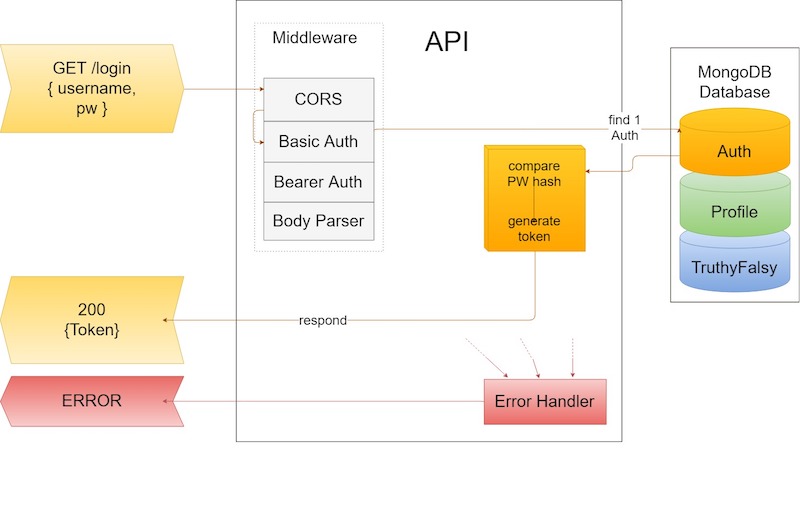 GET /login
{ username,
pw }
Middleware
API
CORS
Basic Auth
Bearer Auth
Body Parser
find 1
Auth
MongoDB
Database
Auth
Profile
TruthyFalsy
compare
PW hash
generate
token
200
{Token}
respond
ERROR
Error Handler